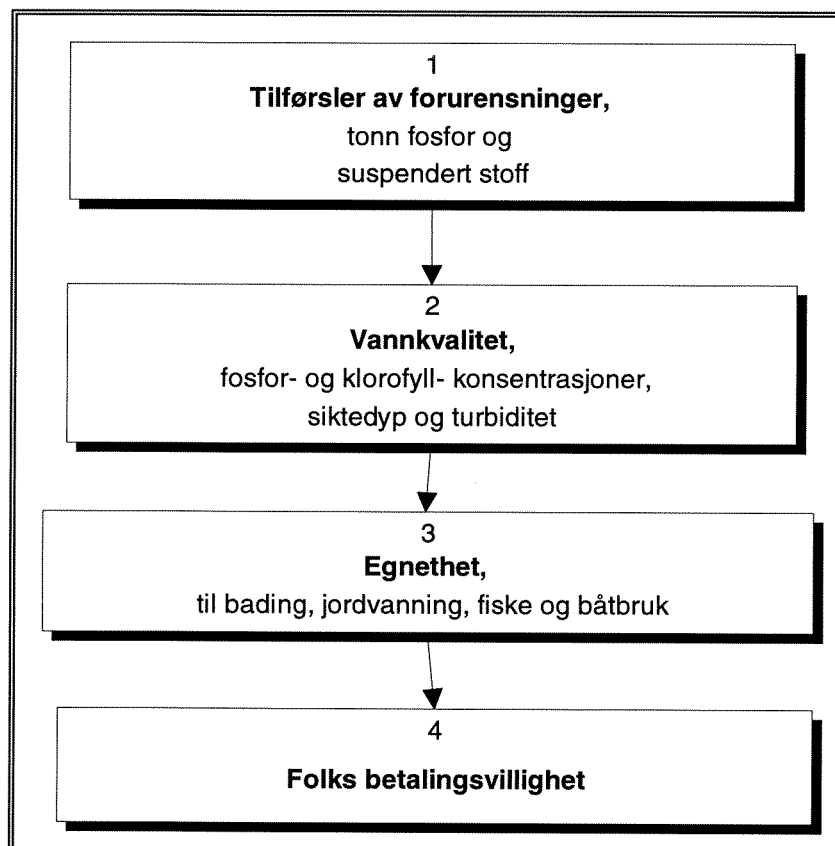 1
Tilførsler av forurensninger,
tonn fosfor og
suspendert stoff
2
Vannkvalitet,
fosfor- og klorofyll- konsentrasjoner,
siktedyp og turbiditet
3
Egnethet,
til bading, jordvanning, fiske og båtbruk
4
Folks betalingsvillighet